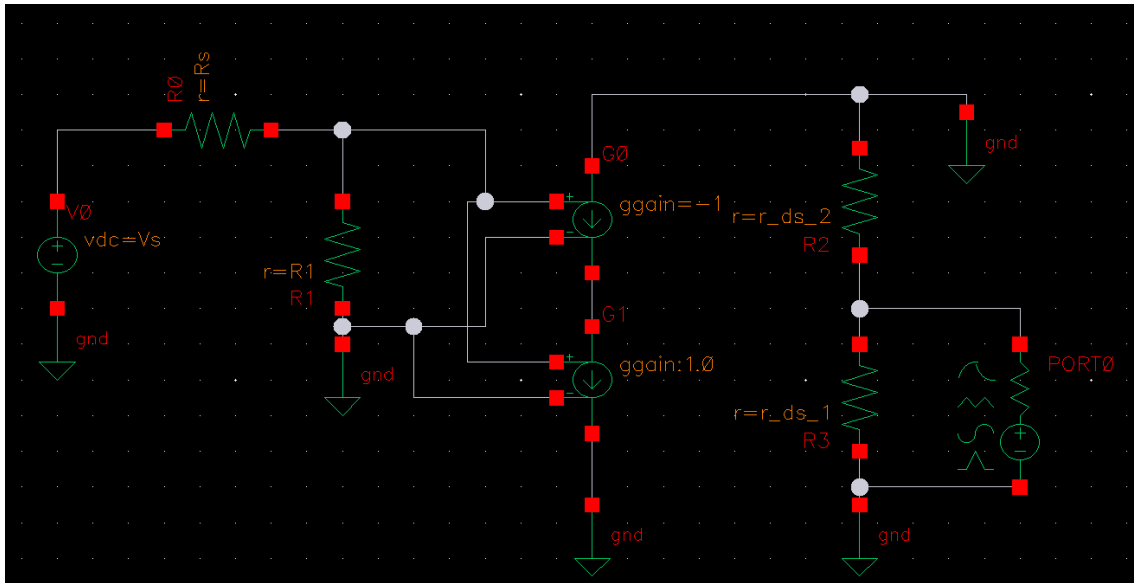 R0
r=Rs
V0
vdc=Vs
gnd
r=R1
R1
gnd
G0
+
-
ggain=-1
G1
+
-
ggain:1.0
gnd
gnd
r=r_ds_2
R2
r=r_ds_1
R3
gnd
PORT0